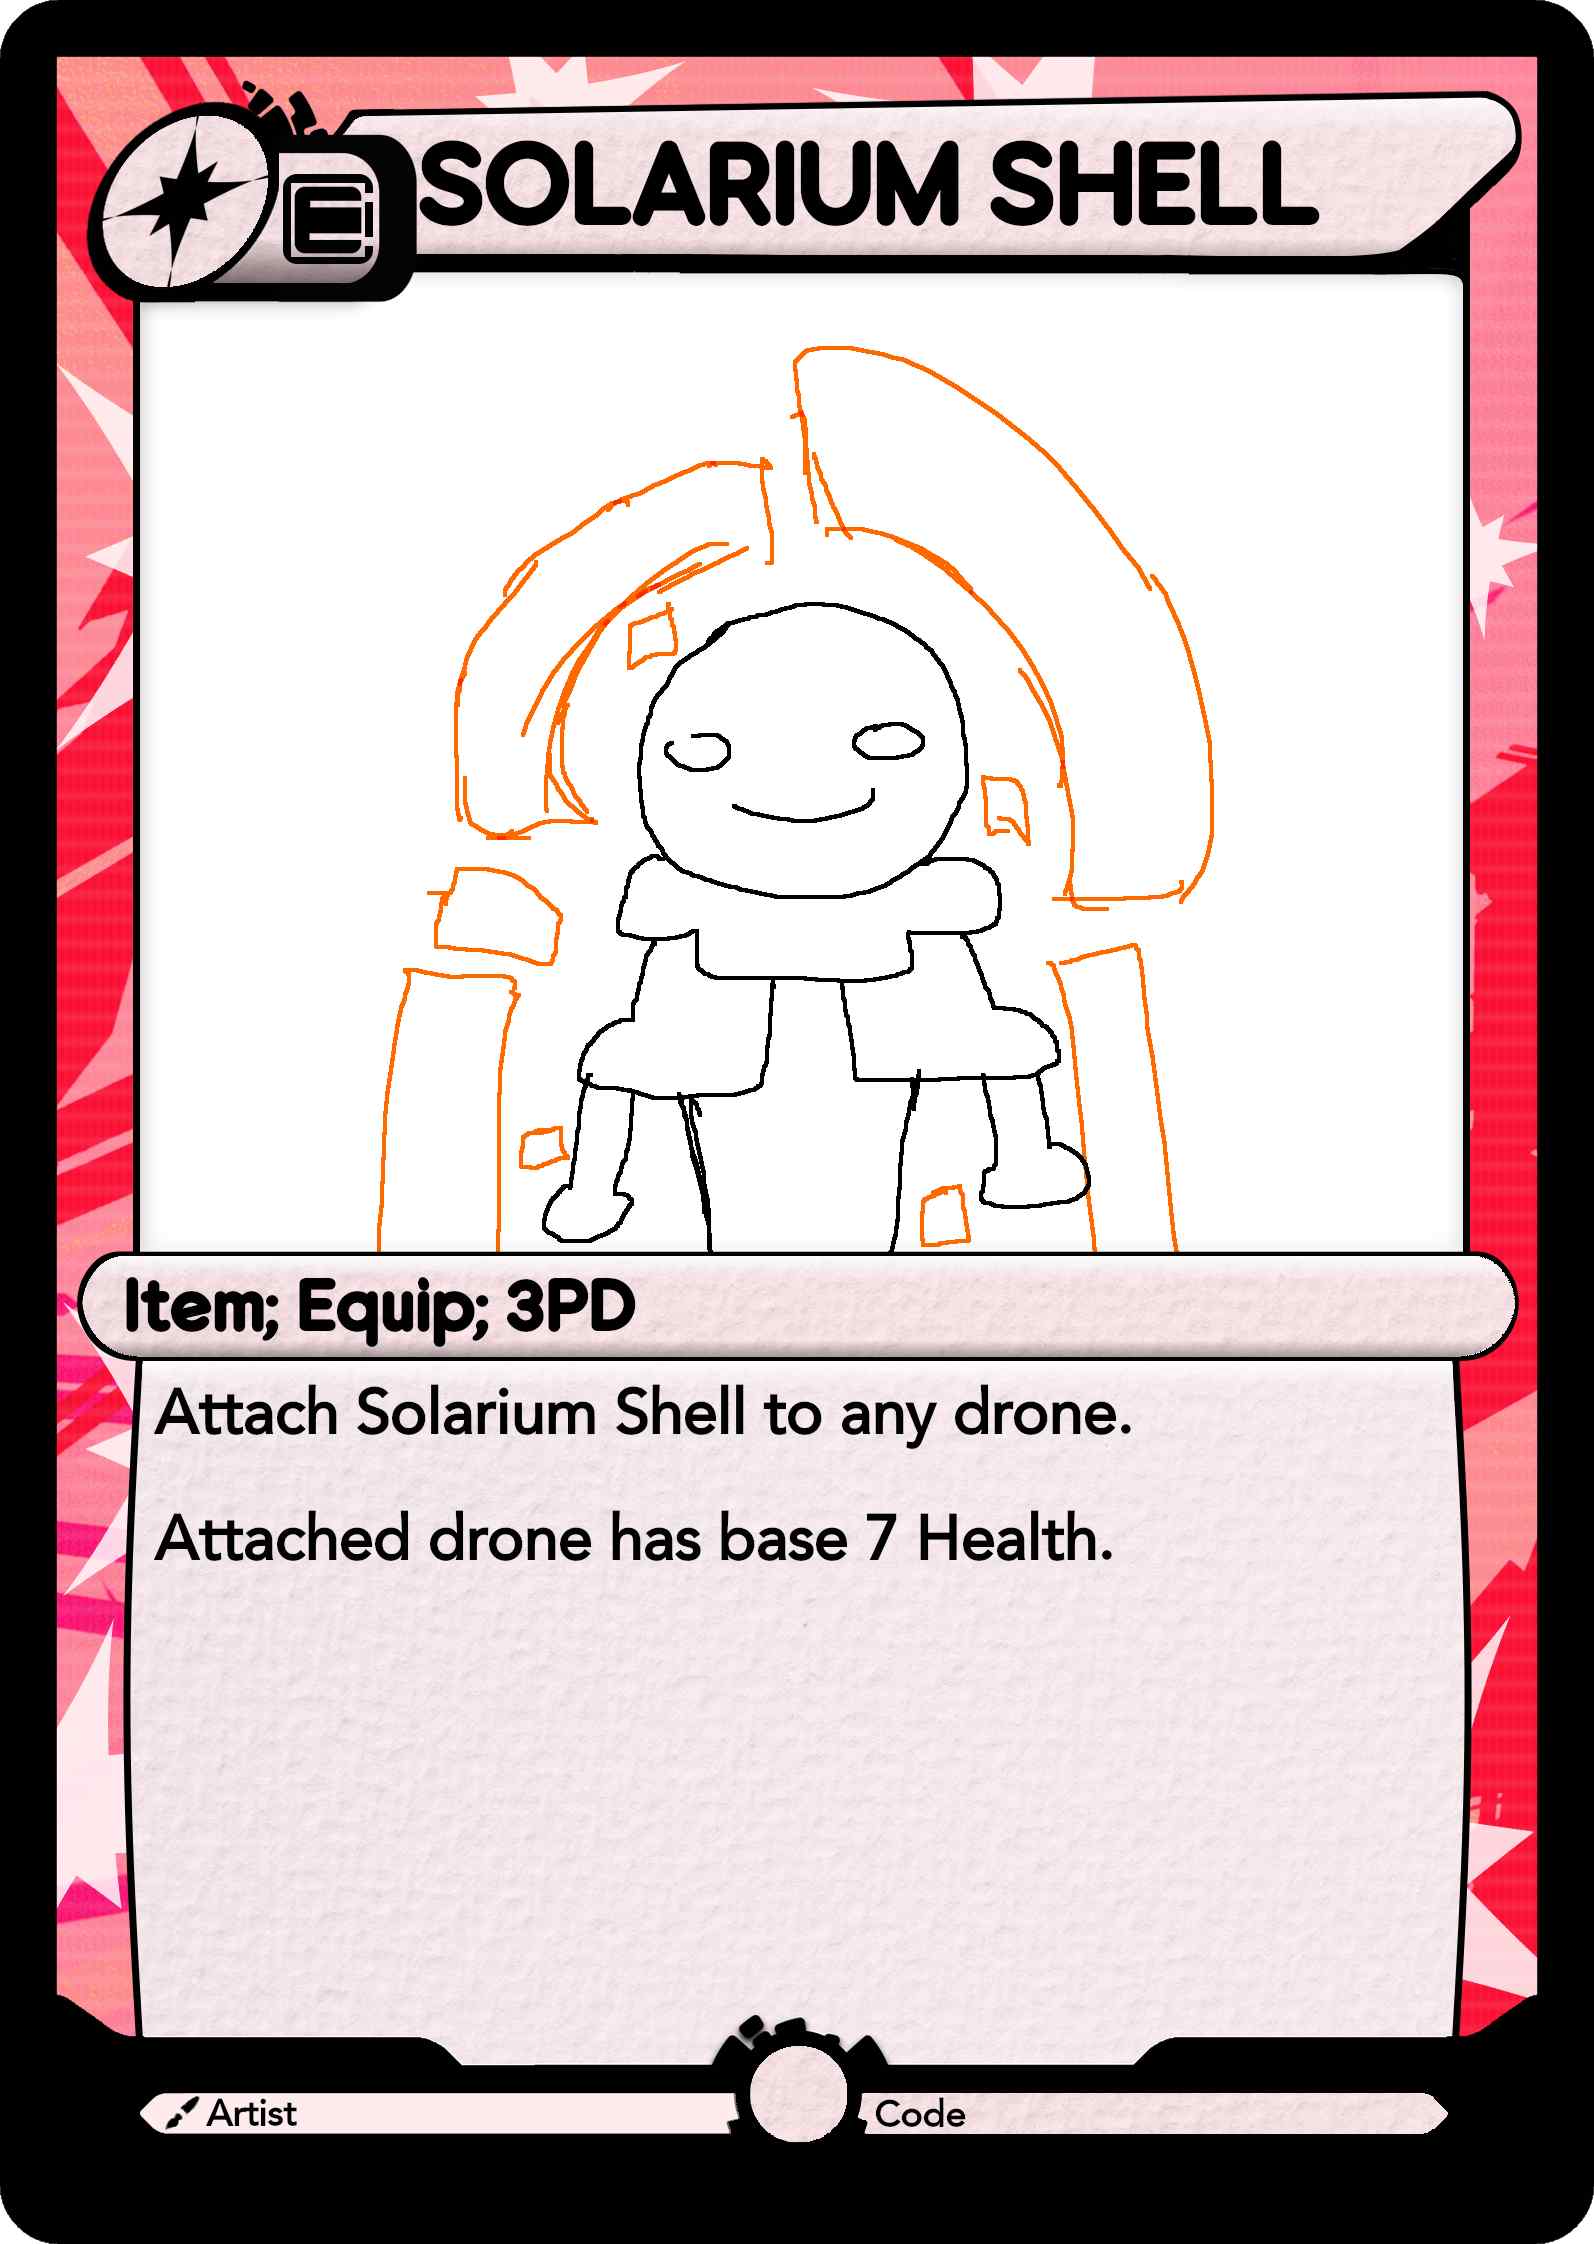 E
SOLARIUM SHELL
Item; Equip; 3PD
Attach Solarium Shell to any drone.
Attached drone has base 7 Health.
Artist
Code